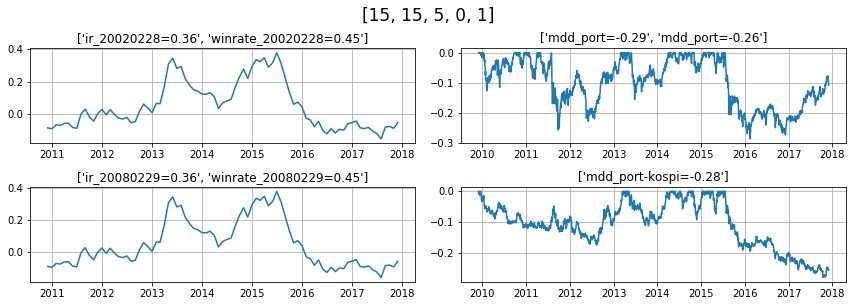 [15, 15, 5, 0, 1]
['ir_20020228=0.36', 'winrate_20020228=0.45']
0.4
0.2
0.0
2011 2012 2013 2014 2015 2016 2017 2018
['mdd_port=-0.29', 'mdd_port=-0.26']
0.0
−0.1
−0.2
−0.3
2010 2011 2012 2013 2014 2015 2016 2017 2018
['ir_20080229=0.36', 'winrate_20080229=0.45']
0.4
0.2
0.0
2011 2012 2013 2014 2015 2016 2017 2018
['mdd_port-kospi=-0.28']
0.0
−0.1
−0.2
2010 2011 2012 2013 2014 2015 2016 2017 2018